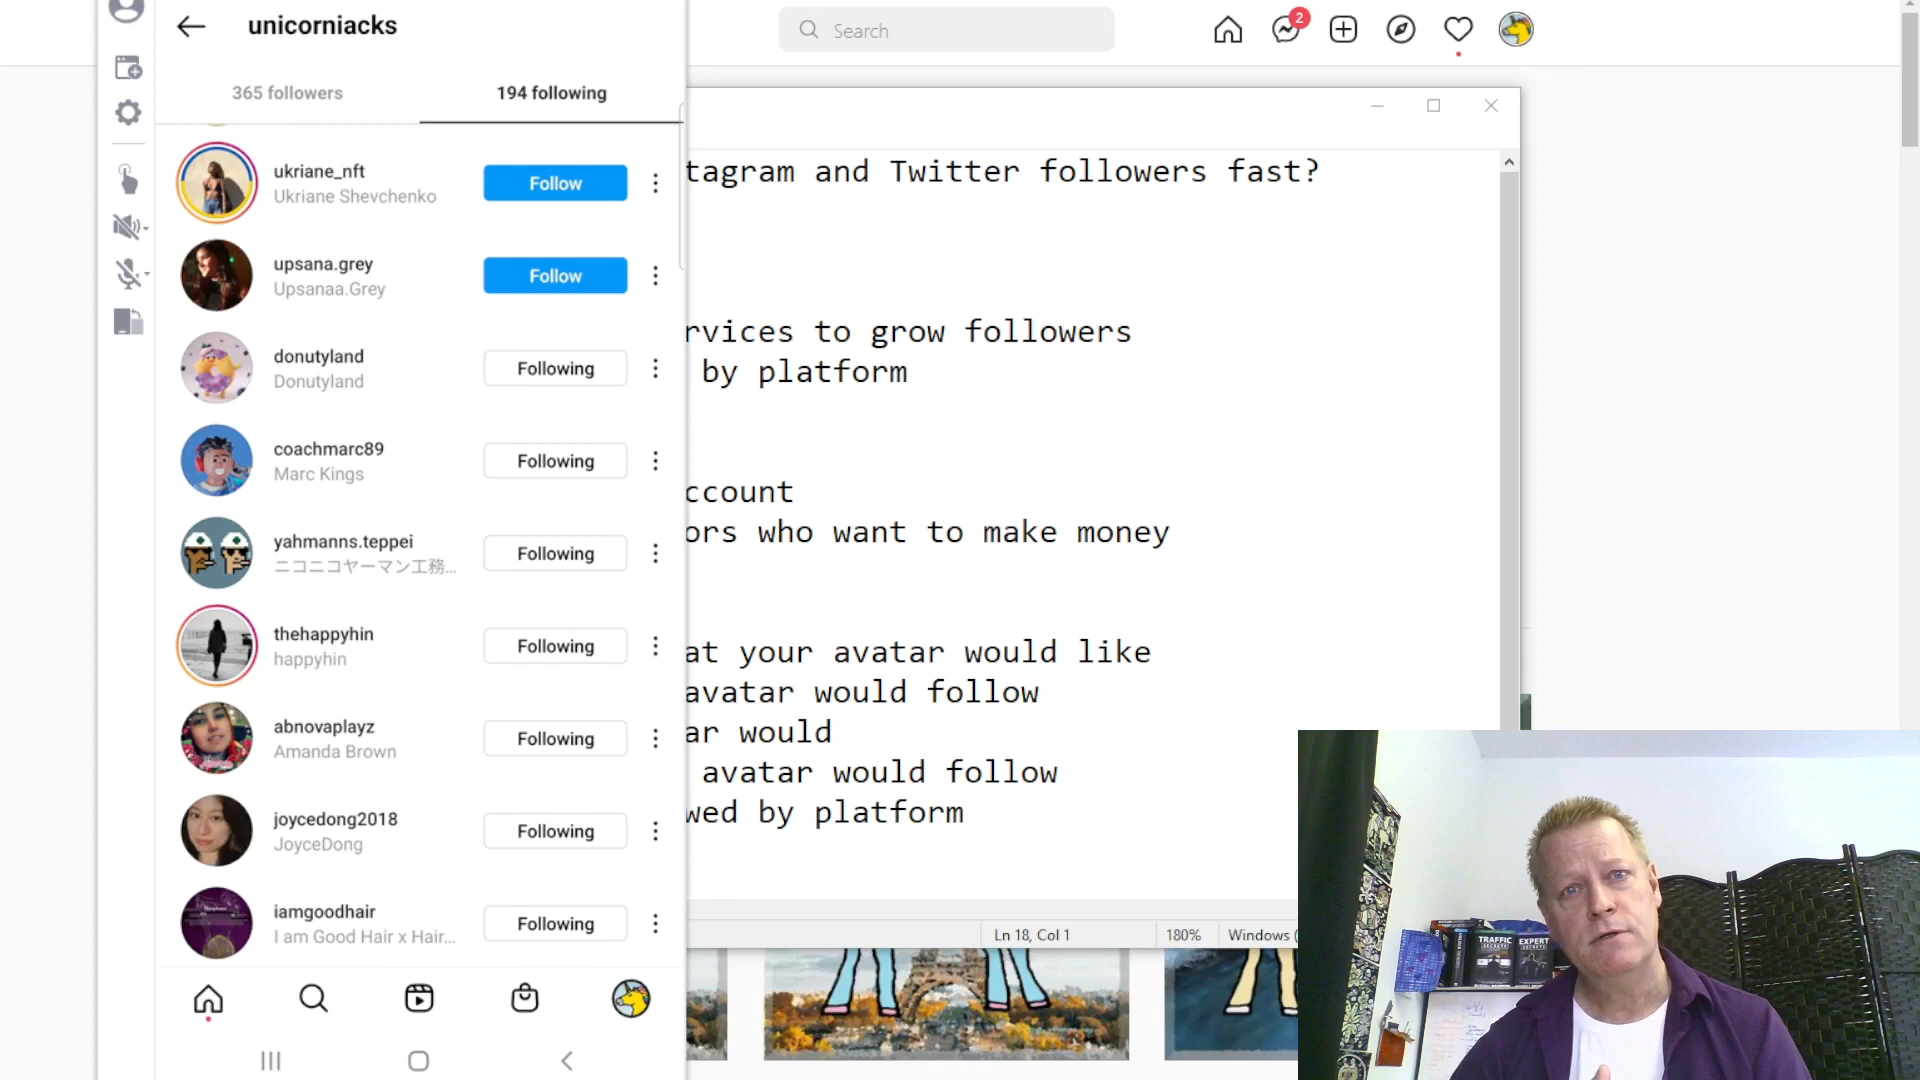 unicorniacks
365 followers
194 following
ukriane_nft
Ukriane Shevchenko
Follow
upsana.grey
Upsanaa.Grey
Follow
donutyland
Donutyland
Following
coachmarc89
Marc Kings
Following
yahmanns.teppei
ニコニコヤーマン工務...
Following
thehappyhin
happyhin
Following
abnovaplayz
Amanda Brown
Following
joycedong2018
JoyceDong
Following
iamgoodhair
I am Good Hair x Hair...
Following
Search
2
tagram and Twitter followers fast?
rvices to grow followers
by platform
ccount
ors who want to make money
at your avatar would like
avatar would follow
ar would
avatar would follow
wed by platform
Ln 18, Col 1
180%
Windows (
TRAFFIC
SECRETS
EXPERT
SECRETS